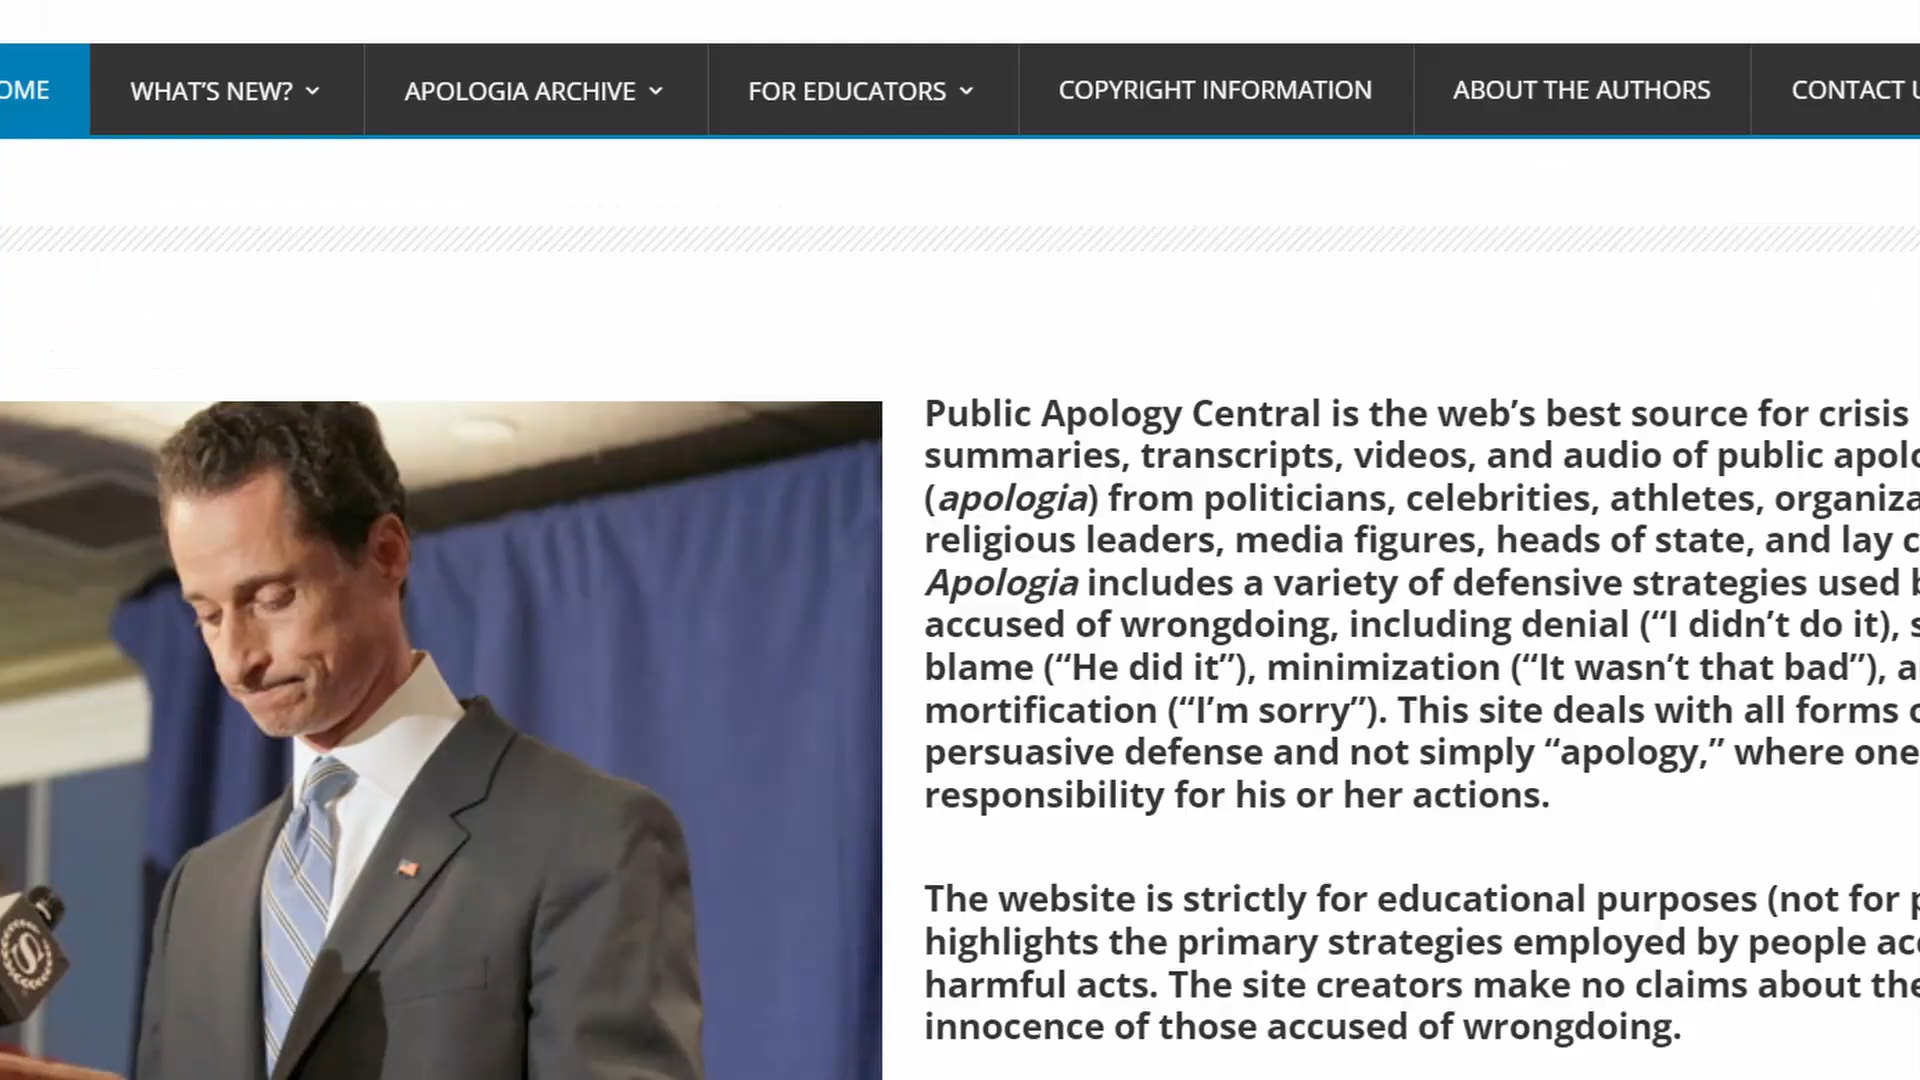 OME
WHAT'S NEW?
APOLOGIA ARCHIVE
FOR EDUCATORS
COPYRIGHT INFORMATION
ABOUT THE AUTHORS
CONTACT
Public Apology Central is the web’s best source for crisis
summaries, transcripts, videos, and audio of public apolo
(apologia) from politicians, celebrities, athletes, organiza
religious leaders, media figures, heads of state, and lay c
Apologia includes a variety of defensive strategies used b
accused of wrongdoing, including denial (“I didn’t do it), s
blame (“He did it”), minimization (“It wasn’t that bad”), a
mortification (“I’m sorry”). This site deals with all forms o
persuasive defense and not simply “apology,” where one
responsibility for his or her actions.
The website is strictly for educational purposes (not for p
highlights the primary strategies employed by people acc
harmful acts. The site creators make no claims about the
innocence of those accused of wrongdoing.